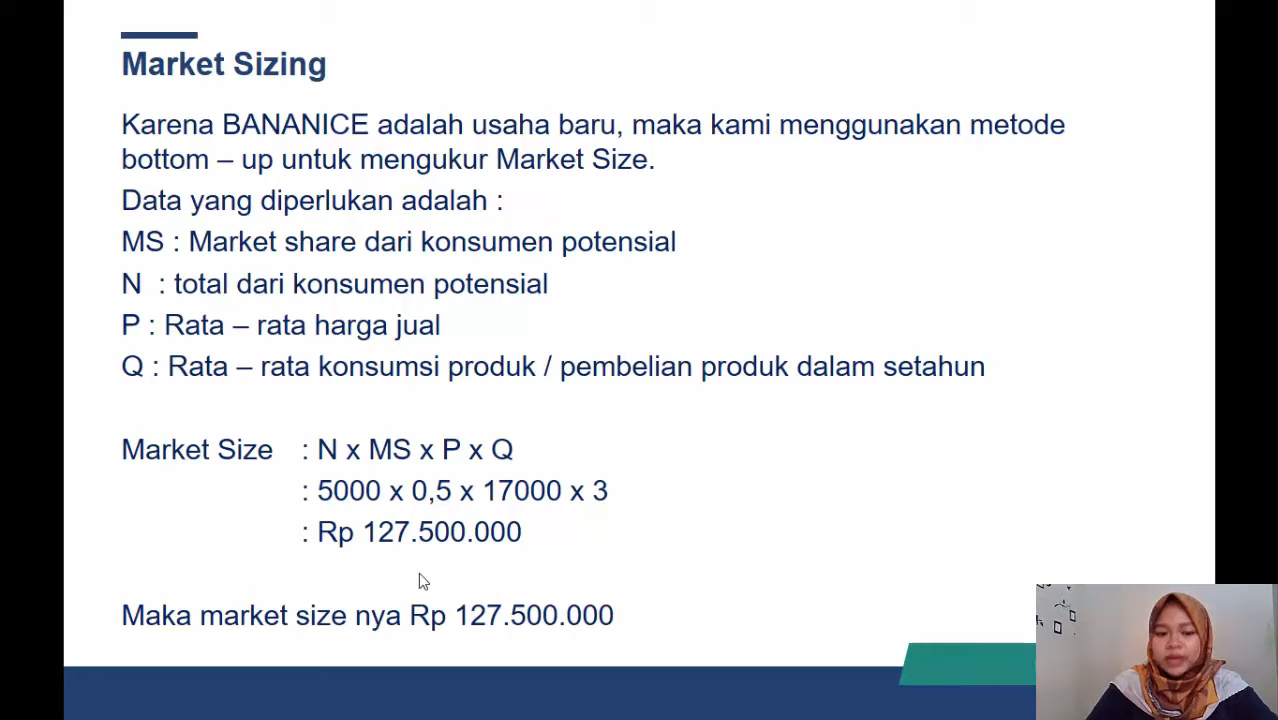 Market Sizing
Karena BANANICE adalah usaha baru, maka kami menggunakan metode
bottom – up untuk mengukur Market Size.
Data yang diperlukan adalah :
MS : Market share dari konsumen potensial
N : total dari konsumen potensial
P : Rata – rata harga jual
Q : Rata – rata konsumsi produk / pembelian produk dalam setahun
Market Size : N x MS x P x Q
: 5000 x 0,5 x 17000 x 3
: Rp 127.500.000
Maka market size nya Rp 127.500.000